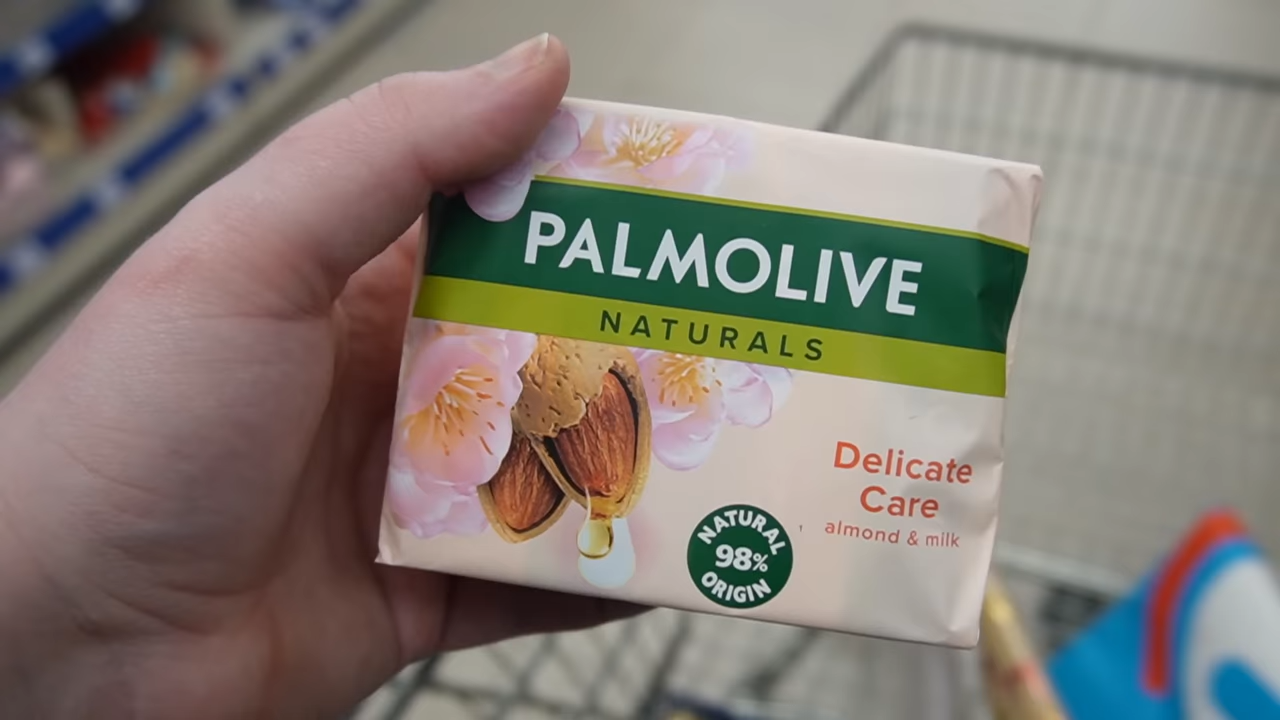 PALMOLIVE
NATURALS
Delicate
Care
almond & milk
NATURAL
98%
ORIGIN